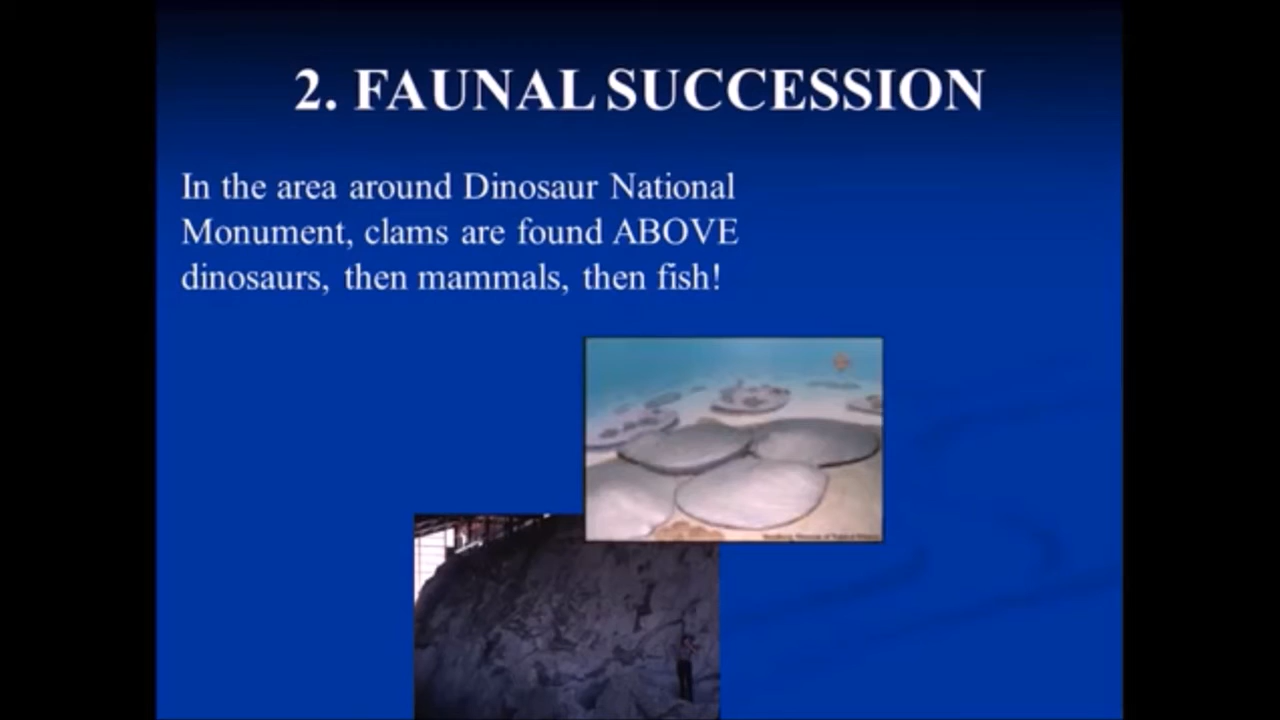 2. FAUNAL SUCCESSION
In the area around Dinosaur National
Monument, clams are found ABOVE
dinosaurs, then mammals, then fish!